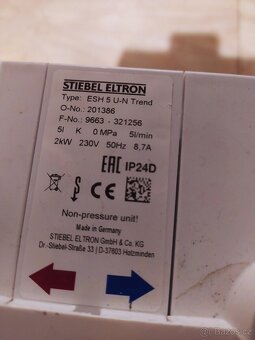 STIEBEL ELTRON
Type: ESH 5 U-N Trend
O-No.: 201386
F-No.: 9663 - 321256
5l K 0 MPa 5l/min
2kW 230V 50Hz 8,7A
EAC IP24D
CE
Non-pressure unit!
Made in Germany
STIEBEL ELTRON GmbH & Co. KG
Dr.-Stiebel-Straße 33 | D-37603 Holzminden